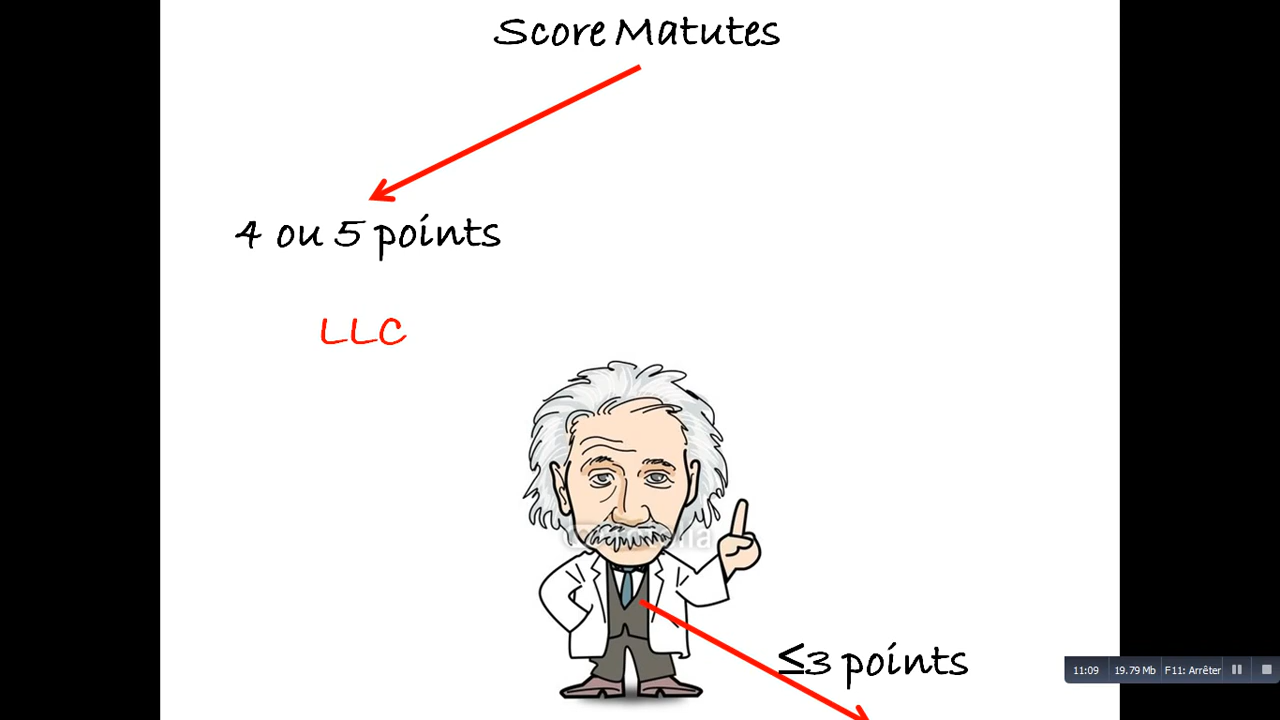 Score Matutes
4 ou 5 points
LLC
≤3 points
11:09 19.79 Mb F11: Arrêter